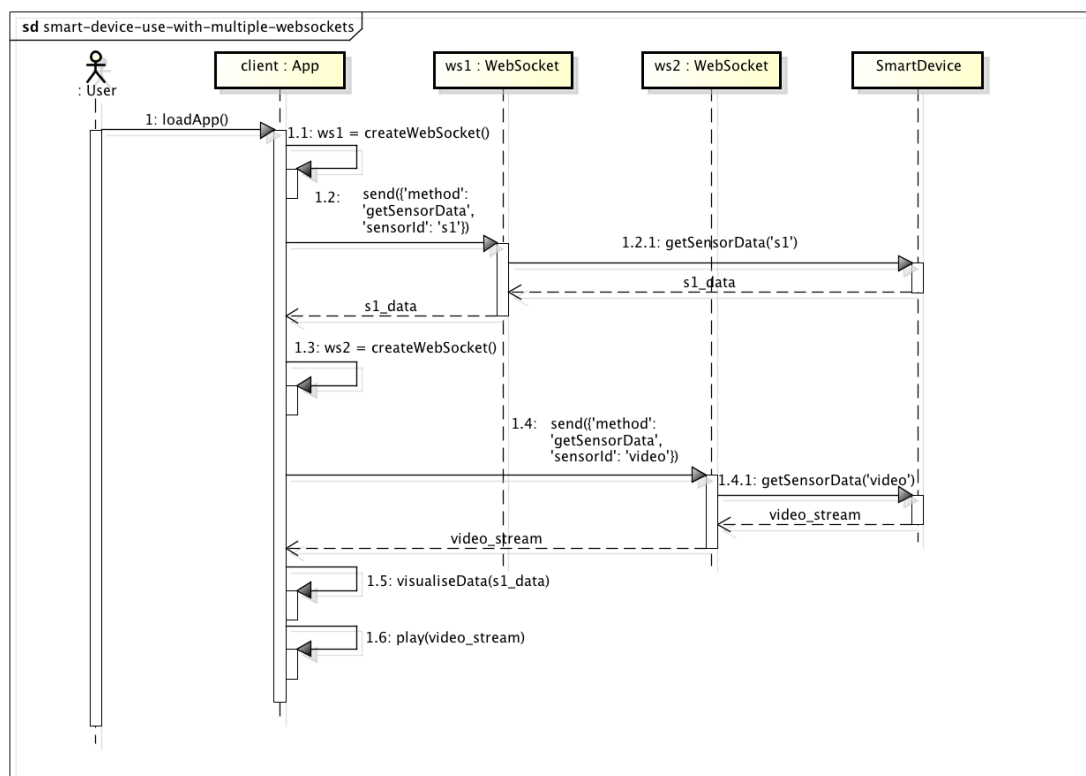 sd smart-device-use-with-multiple-websockets
: User
client : App
ws1 : WebSocket
ws2 : WebSocket
SmartDevice
1: loadApp()
1.1: ws1 = createWebSocket()
1.2: send({'method':
'getSensorData',
'sensorId': 's1'})
1.2.1: getSensorData('s1')
s1_data
s1_data
1.3: ws2 = createWebSocket()
1.4: send({'method':
'getSensorData',
'sensorId': 'video'})
1.4.1: getSensorData('video')
video_stream
video_stream
1.5: visualiseData(s1_data)
1.6: play(video_stream)